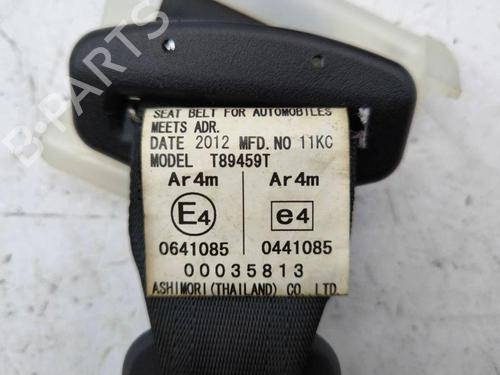 SEAT BELT FOR AUTOMOBILES
MEETS ADR.
DATE 2012 MFD. NO 11KC
MODEL T89459T
Ar4m Ar4m
E4 e4
0641085 0441085
00035813
ASHIMORI(THAILAND) CO., LTD.
B-PARTS